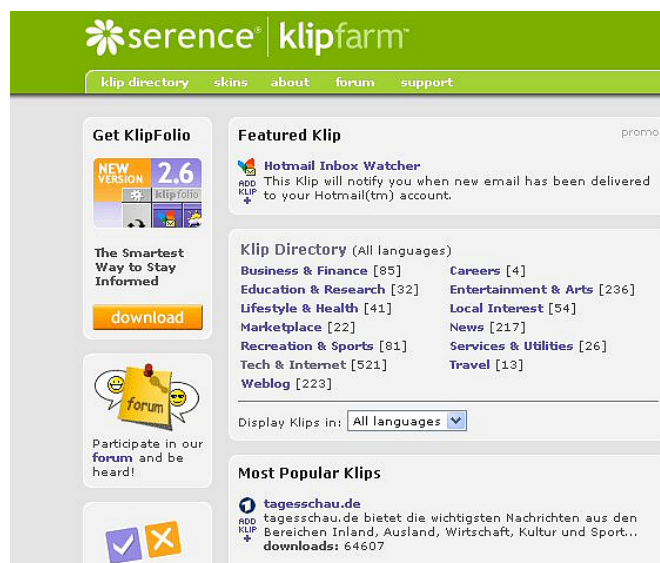 serence® klipfarm™
klip directory skins about forum support
Get KlipFolio
NEW VERSION 2.6
klipfolio
The Smartest
Way to Stay
Informed
download
forum
Participate in our
forum and be
heard!
Featured Klip promo
Hotmail Inbox Watcher
ADD KLIP +
This Klip will notify you when new email has been delivered
to your Hotmail(tm) account.
Klip Directory (All languages)
Business & Finance [85] Careers [4]
Education & Research [32] Entertainment & Arts [236]
Lifestyle & Health [41] Local Interest [54]
Marketplace [22] News [217]
Recreation & Sports [81] Services & Utilities [26]
Tech & Internet [521] Travel [13]
Weblog [223]
Display Klips in: All languages
Most Popular Klips
tagesschau.de
ADD KLIP +
tagesschau.de bietet die wichtigsten Nachrichten aus den
Bereichen Inland, Ausland, Wirtschaft, Kultur und Sport...
downloads: 64607